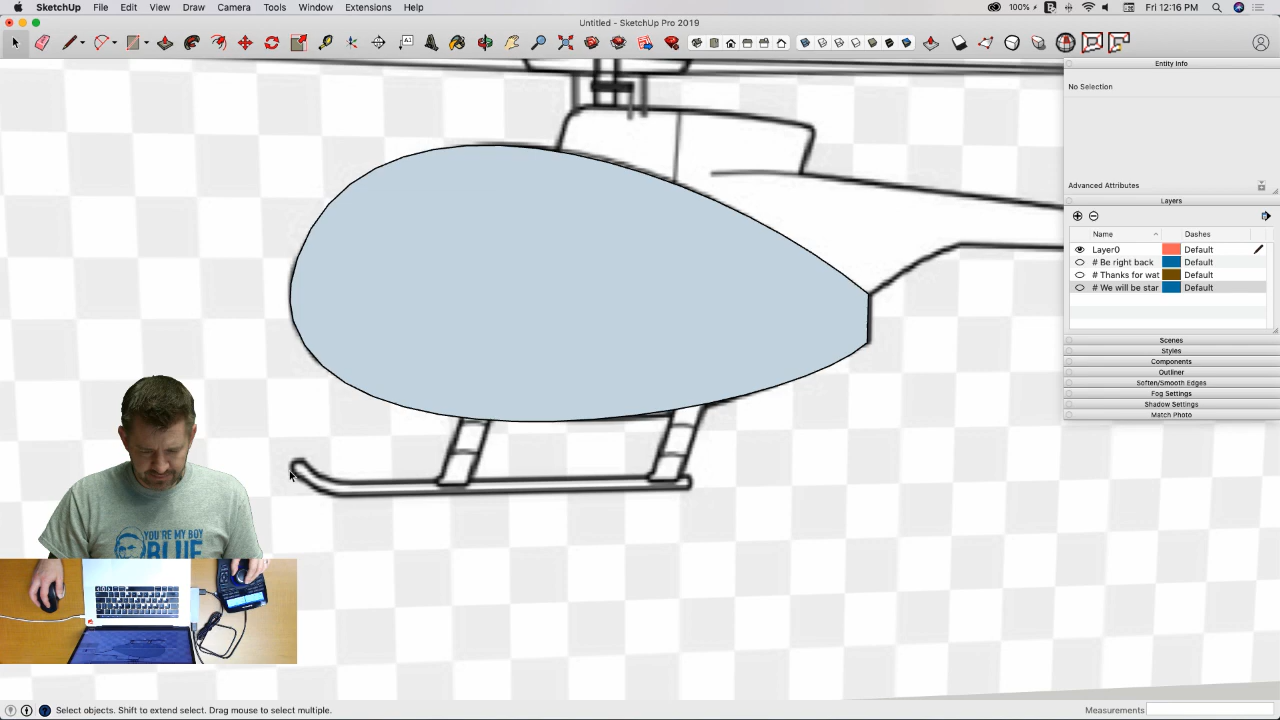 SketchUp File Edit View Camera Draw Tools Window Extensions Help
100% Fri 12:16 PM
Untitled - SketchUp Pro 2019
Entity Info
No Selection
Advanced Attributes
Layers
Name Dashes
Layer0 Default
# Be right back Default
# Thanks for wat Default
# We will be star Default
Scenes
Styles
Components
Outliner
Soften/Smooth Edges
Fog Settings
Shadow Settings
Match Photo
YOU'RE MY BOY
BLUE
Select objects. Shift to extend select. Drag mouse to select multiple.
Measurements